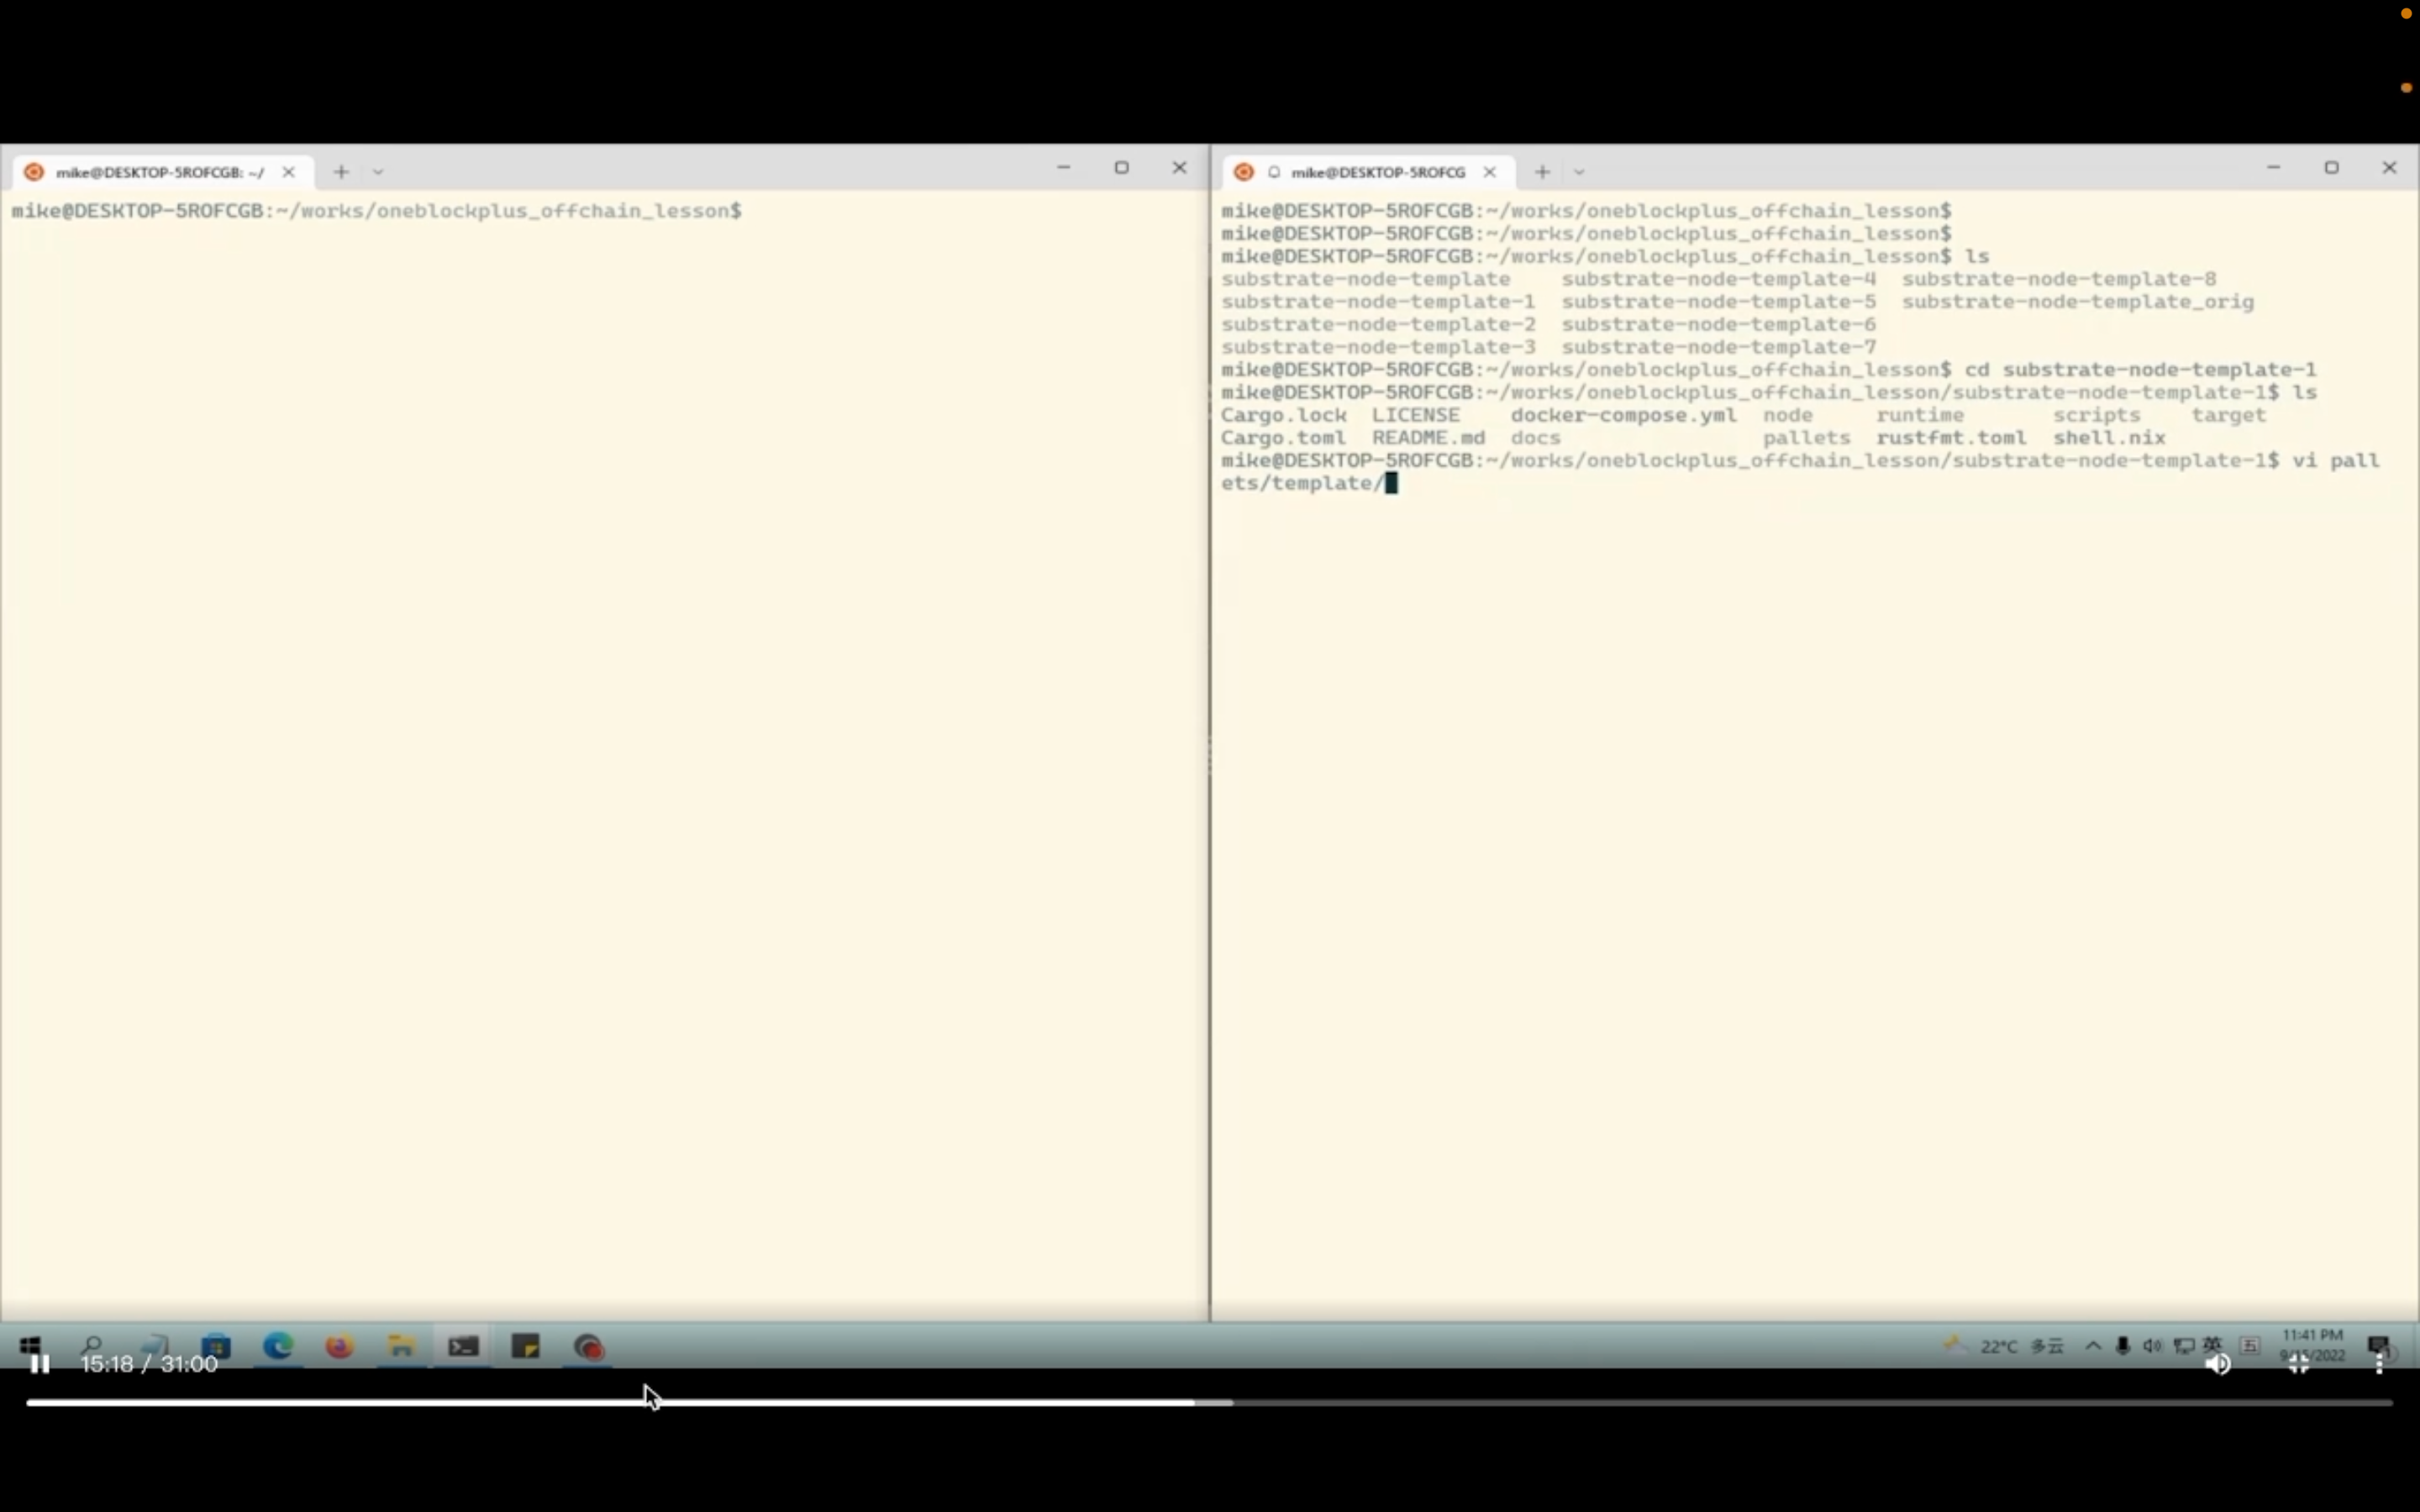 mike@DESKTOP-5ROFCGB: ~/
mike@DESKTOP-5ROFCGB:~/works/oneblockplus_offchain_lesson$
mike@DESKTOP-5ROFCG
mike@DESKTOP-5ROFCGB:~/works/oneblockplus_offchain_lesson$
mike@DESKTOP-5ROFCGB:~/works/oneblockplus_offchain_lesson$
mike@DESKTOP-5ROFCGB:~/works/oneblockplus_offchain_lesson$ ls
substrate-node-template substrate-node-template-4 substrate-node-template-8
substrate-node-template-1 substrate-node-template-5 substrate-node-template_orig
substrate-node-template-2 substrate-node-template-6
substrate-node-template-3 substrate-node-template-7
mike@DESKTOP-5ROFCGB:~/works/oneblockplus_offchain_lesson$ cd substrate-node-template-1
mike@DESKTOP-5ROFCGB:~/works/oneblockplus_offchain_lesson/substrate-node-template-1$ ls
Cargo.lock LICENSE docker-compose.yml node runtime scripts target
Cargo.toml README.md docs pallets rustfmt.toml shell.nix
mike@DESKTOP-5ROFCGB:~/works/oneblockplus_offchain_lesson/substrate-node-template-1$ vi pall
ets/template/
22°C 多云 英 五 11:41 PM
9/15/2022
15:18 / 31:00